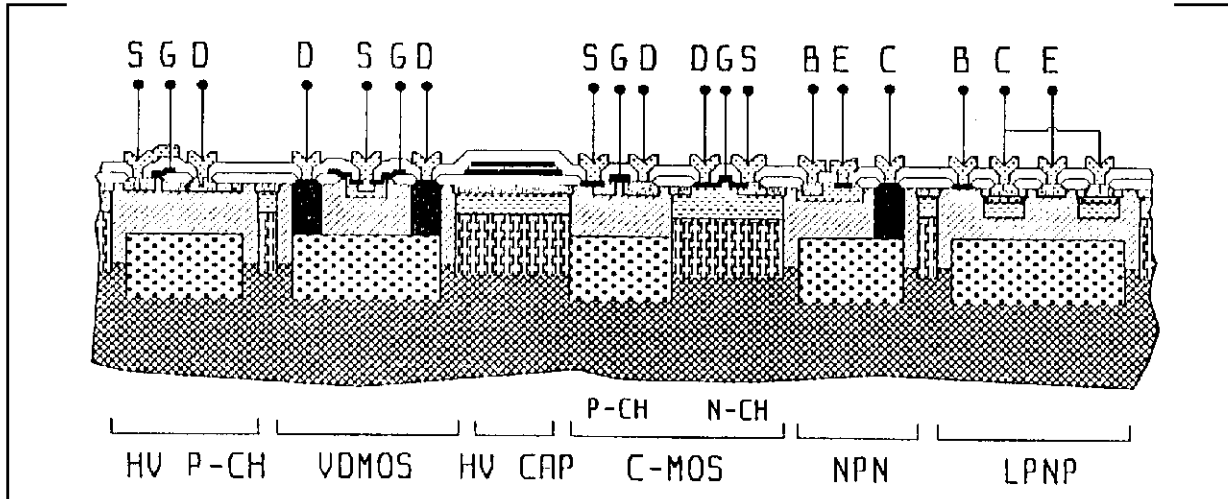 S G D D S G D S G D D G S B E C B C E
P-CH N-CH
HV P-CH VDMOS HV CAP C-MOS NPN LPNP